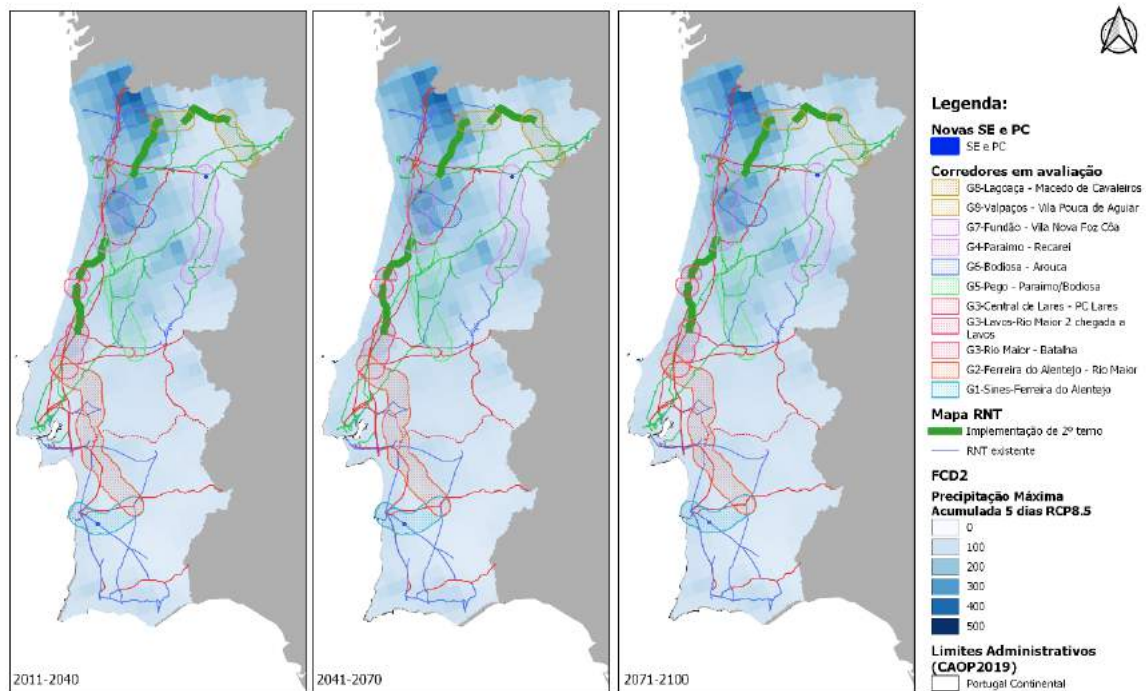 2011-2040
2041-2070
2071-2100
Legenda:
Novas SE e PC
SE e PC
Corredores em avaliação
G8-Lagoaça - Macedo de Cavaleiros
G8-Valpaços - Vila Pouca de Aguiar
G7-Fundão - Vila Nova Foz Côa
G4-Paraimo - Recarei
G6-Bodiosa - Arouca
G5-Pego - Paraimo/Bodiosa
G3-Central de Lares - PC Lares
G3-Lavos-Rio Maior 2 chegada a
Lavos
G3-Rio Maior - Batalha
G2-Ferreira do Alentejo - Rio Maior
G1-Sines-Ferreira do Alentejo
Mapa RNT
Implementação de 2º terno
RNT existente
FCD2
Precipitação Máxima
Acumulada 5 dias RCP8.5
0
100
200
300
400
500
Limites Administrativos
(CAOP2019)
Portugal Continental